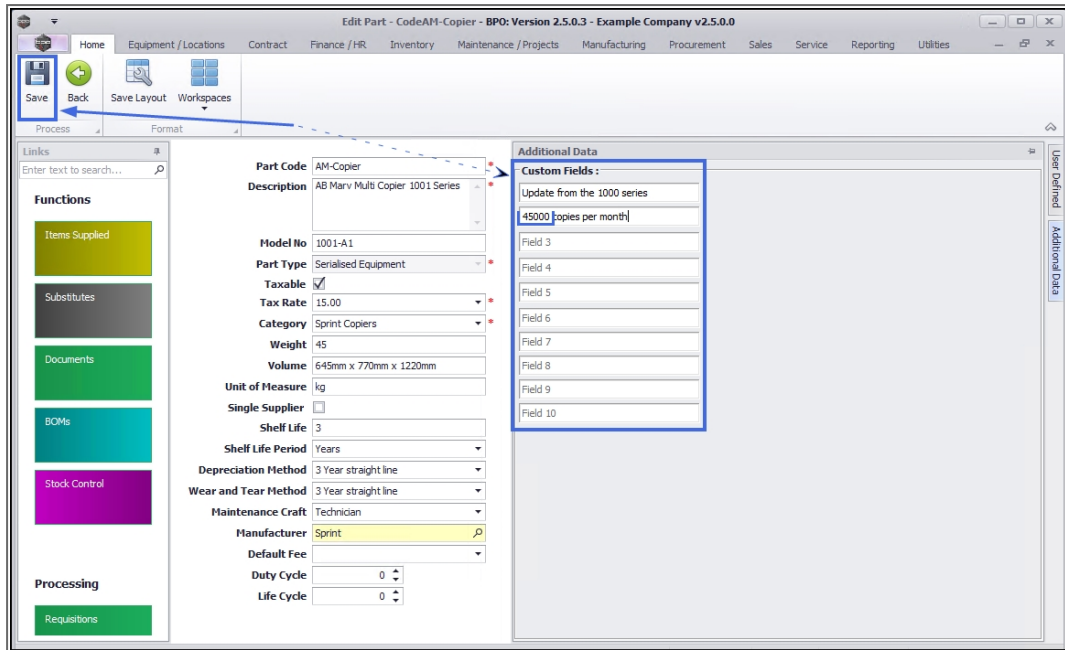 Edit Part - CodeAM-Copier - BPO: Version 2.5.0.3 - Example Company v2.5.0.0
Home Equipment / Locations Contract Finance / HR Inventory Maintenance / Projects Manufacturing Procurement Sales Service Reporting Utilities
Save Back Save Layout Workspaces
Process Format
Links
Enter text to search...
Functions
Items Supplied
Substitutes
Documents
BOMs
Stock Control
Processing
Requisitions
Part Code AM-Copier *
Description AB Marv Multi Copier 1001 Series *
Model No 1001-A1
Part Type Serialised Equipment *
Taxable
Tax Rate 15.00 *
Category Sprint Copiers *
Weight 45
Volume 645mm x 770mm x 1220mm
Unit of Measure kg
Single Supplier
Shelf Life 3
Shelf Life Period Years
Depreciation Method 3 Year straight line
Wear and Tear Method 3 Year straight line
Maintenance Craft Technician
Manufacturer Sprint
Default Fee
Duty Cycle 0
Life Cycle 0
Additional Data
Custom Fields :
Update from the 1000 series
45000 copies per month
Field 3
Field 4
Field 5
Field 6
Field 7
Field 8
Field 9
Field 10
User Defined
Additional Data